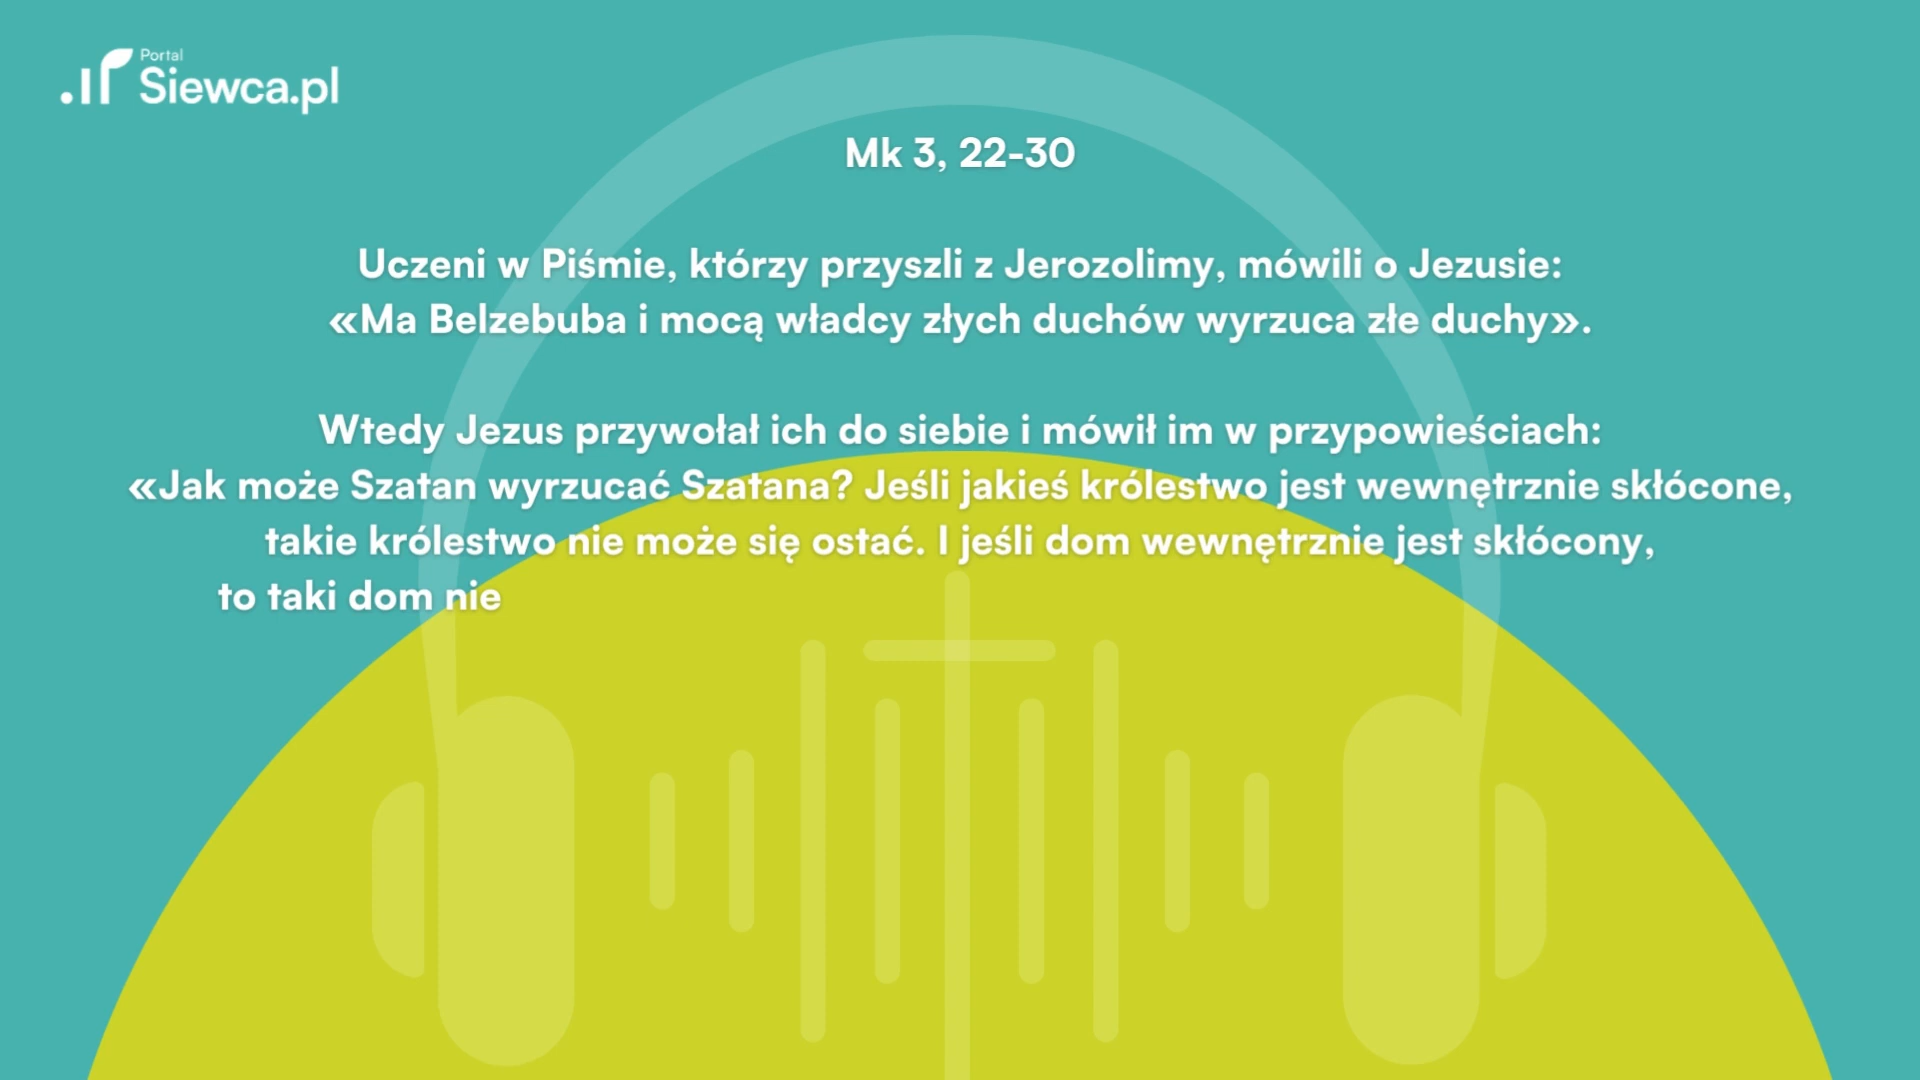 Portal
Siewca.pl
Mk 3, 22-30
Uczeni w Piśmie, którzy przyszli z Jerozolimy, mówili o Jezusie:
«Ma Belzebuba i mocą władcy złych duchów wyrzuca złe duchy».
Wtedy Jezus przywołał ich do siebie i mówił im w przypowieściach:
«Jak może Szatan wyrzucać Szatana? Jeśli jakieś królestwo jest wewnętrznie skłócone,
takie królestwo nie może się ostać. I jeśli dom wewnętrznie jest skłócony,
to taki dom nie